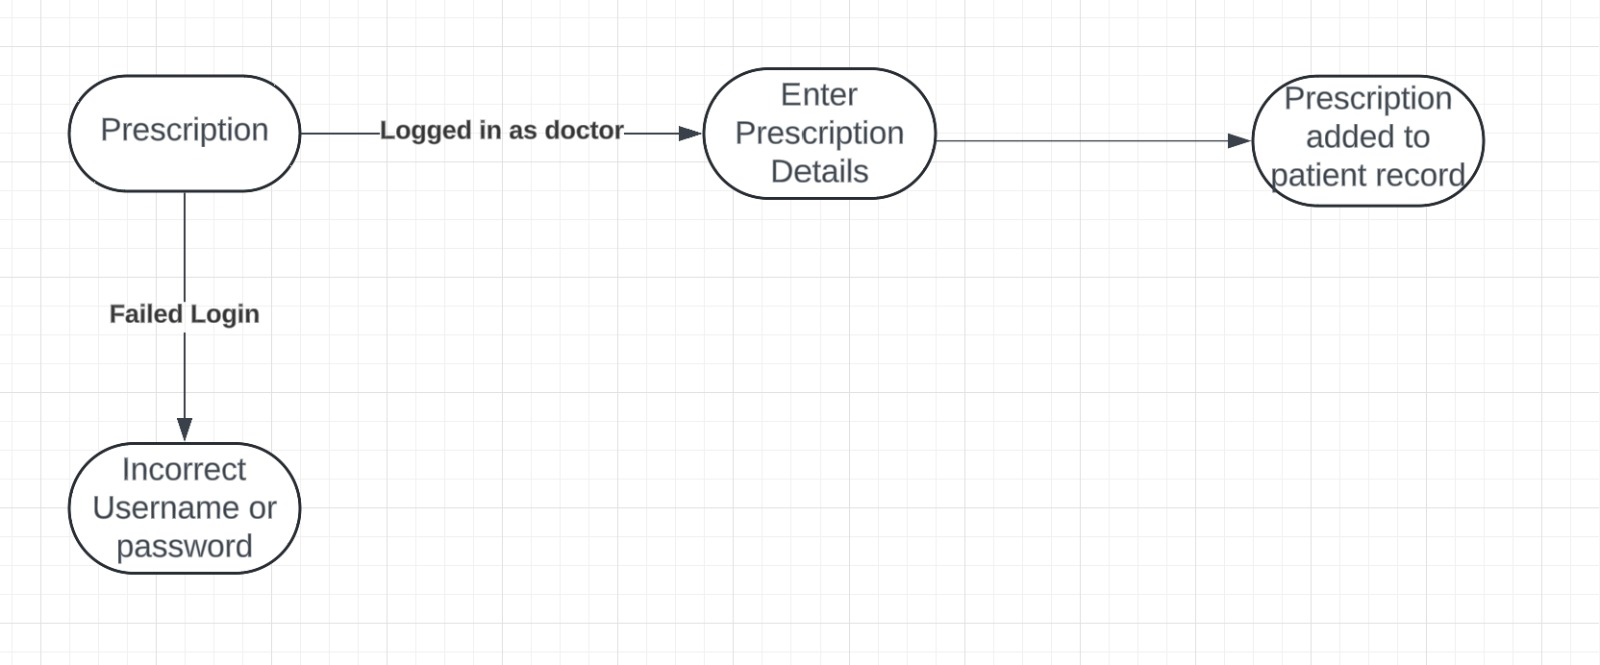 Prescription
Logged in as doctor
Enter
Prescription
Details
Prescription
added to
patient record
Failed Login
Incorrect
Username or
password